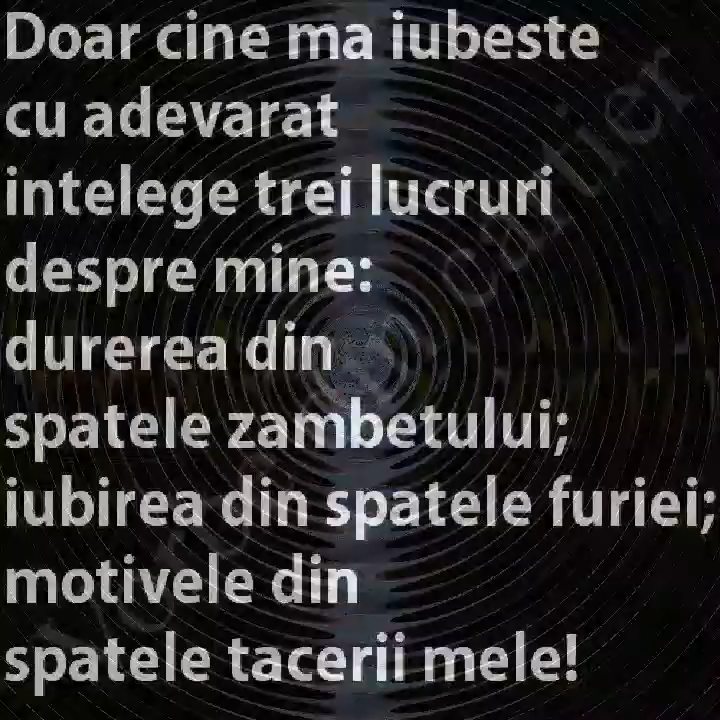 Doar cine ma iubeste
cu adevarat
intelege trei lucruri
despre mine:
durerea din
spatele zambetului;
iubirea din spatele furiei;
motivele din
spatele tacerii mele!
cartier